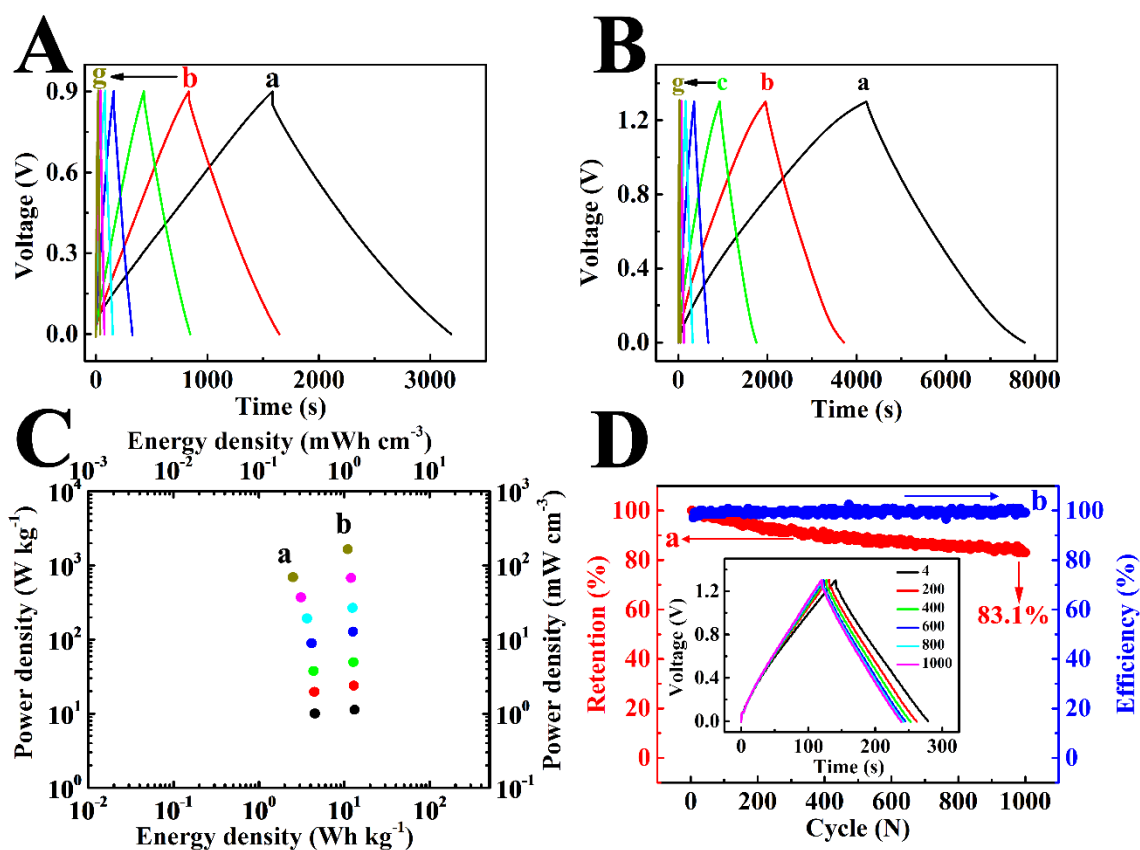 A
g b a
0.9
0.6
0.3
0.0
Voltage (V)
0 1000 2000 3000
Time (s)
B
g c b a
1.2
0.8
0.4
0.0
Voltage (V)
0 2000 4000 6000 8000
Time (s)
C
Energy density (mWh cm-3)
10-3 10-2 10-1 100 101
104
103
102
101
100
Power density (W kg-1)
a
b
103
102
101
100
10-1
Power density (mW cm-3)
10-2 10-1 100 101 102
Energy density (Wh kg-1)
D
100
80
60
40
20
0
Retention (%)
a
b
83.1%
1.2
0.8
0.4
0.0
Voltage (V)
4
200
400
600
800
1000
0 100 200 300
Time (s)
100
80
60
40
20
0
Efficiency (%)
0 200 400 600 800 1000
Cycle (N)